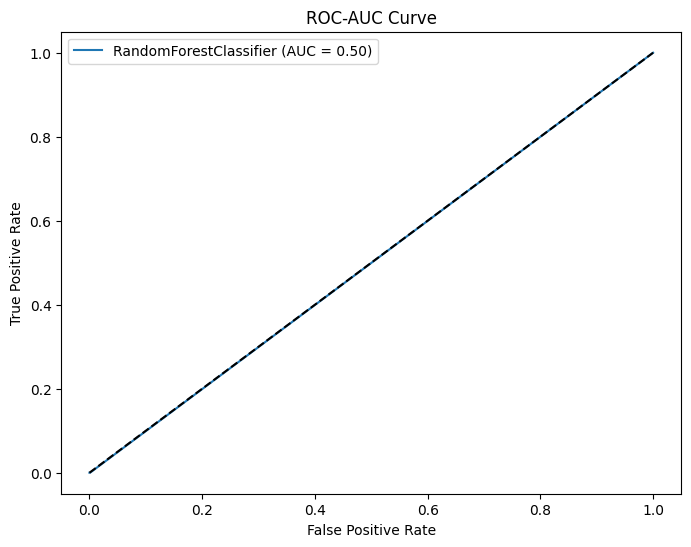 ROC-AUC Curve
RandomForestClassifier (AUC = 0.50)
1.0
0.8
0.6
0.4
0.2
0.0
True Positive Rate
0.0 0.2 0.4 0.6 0.8 1.0
False Positive Rate